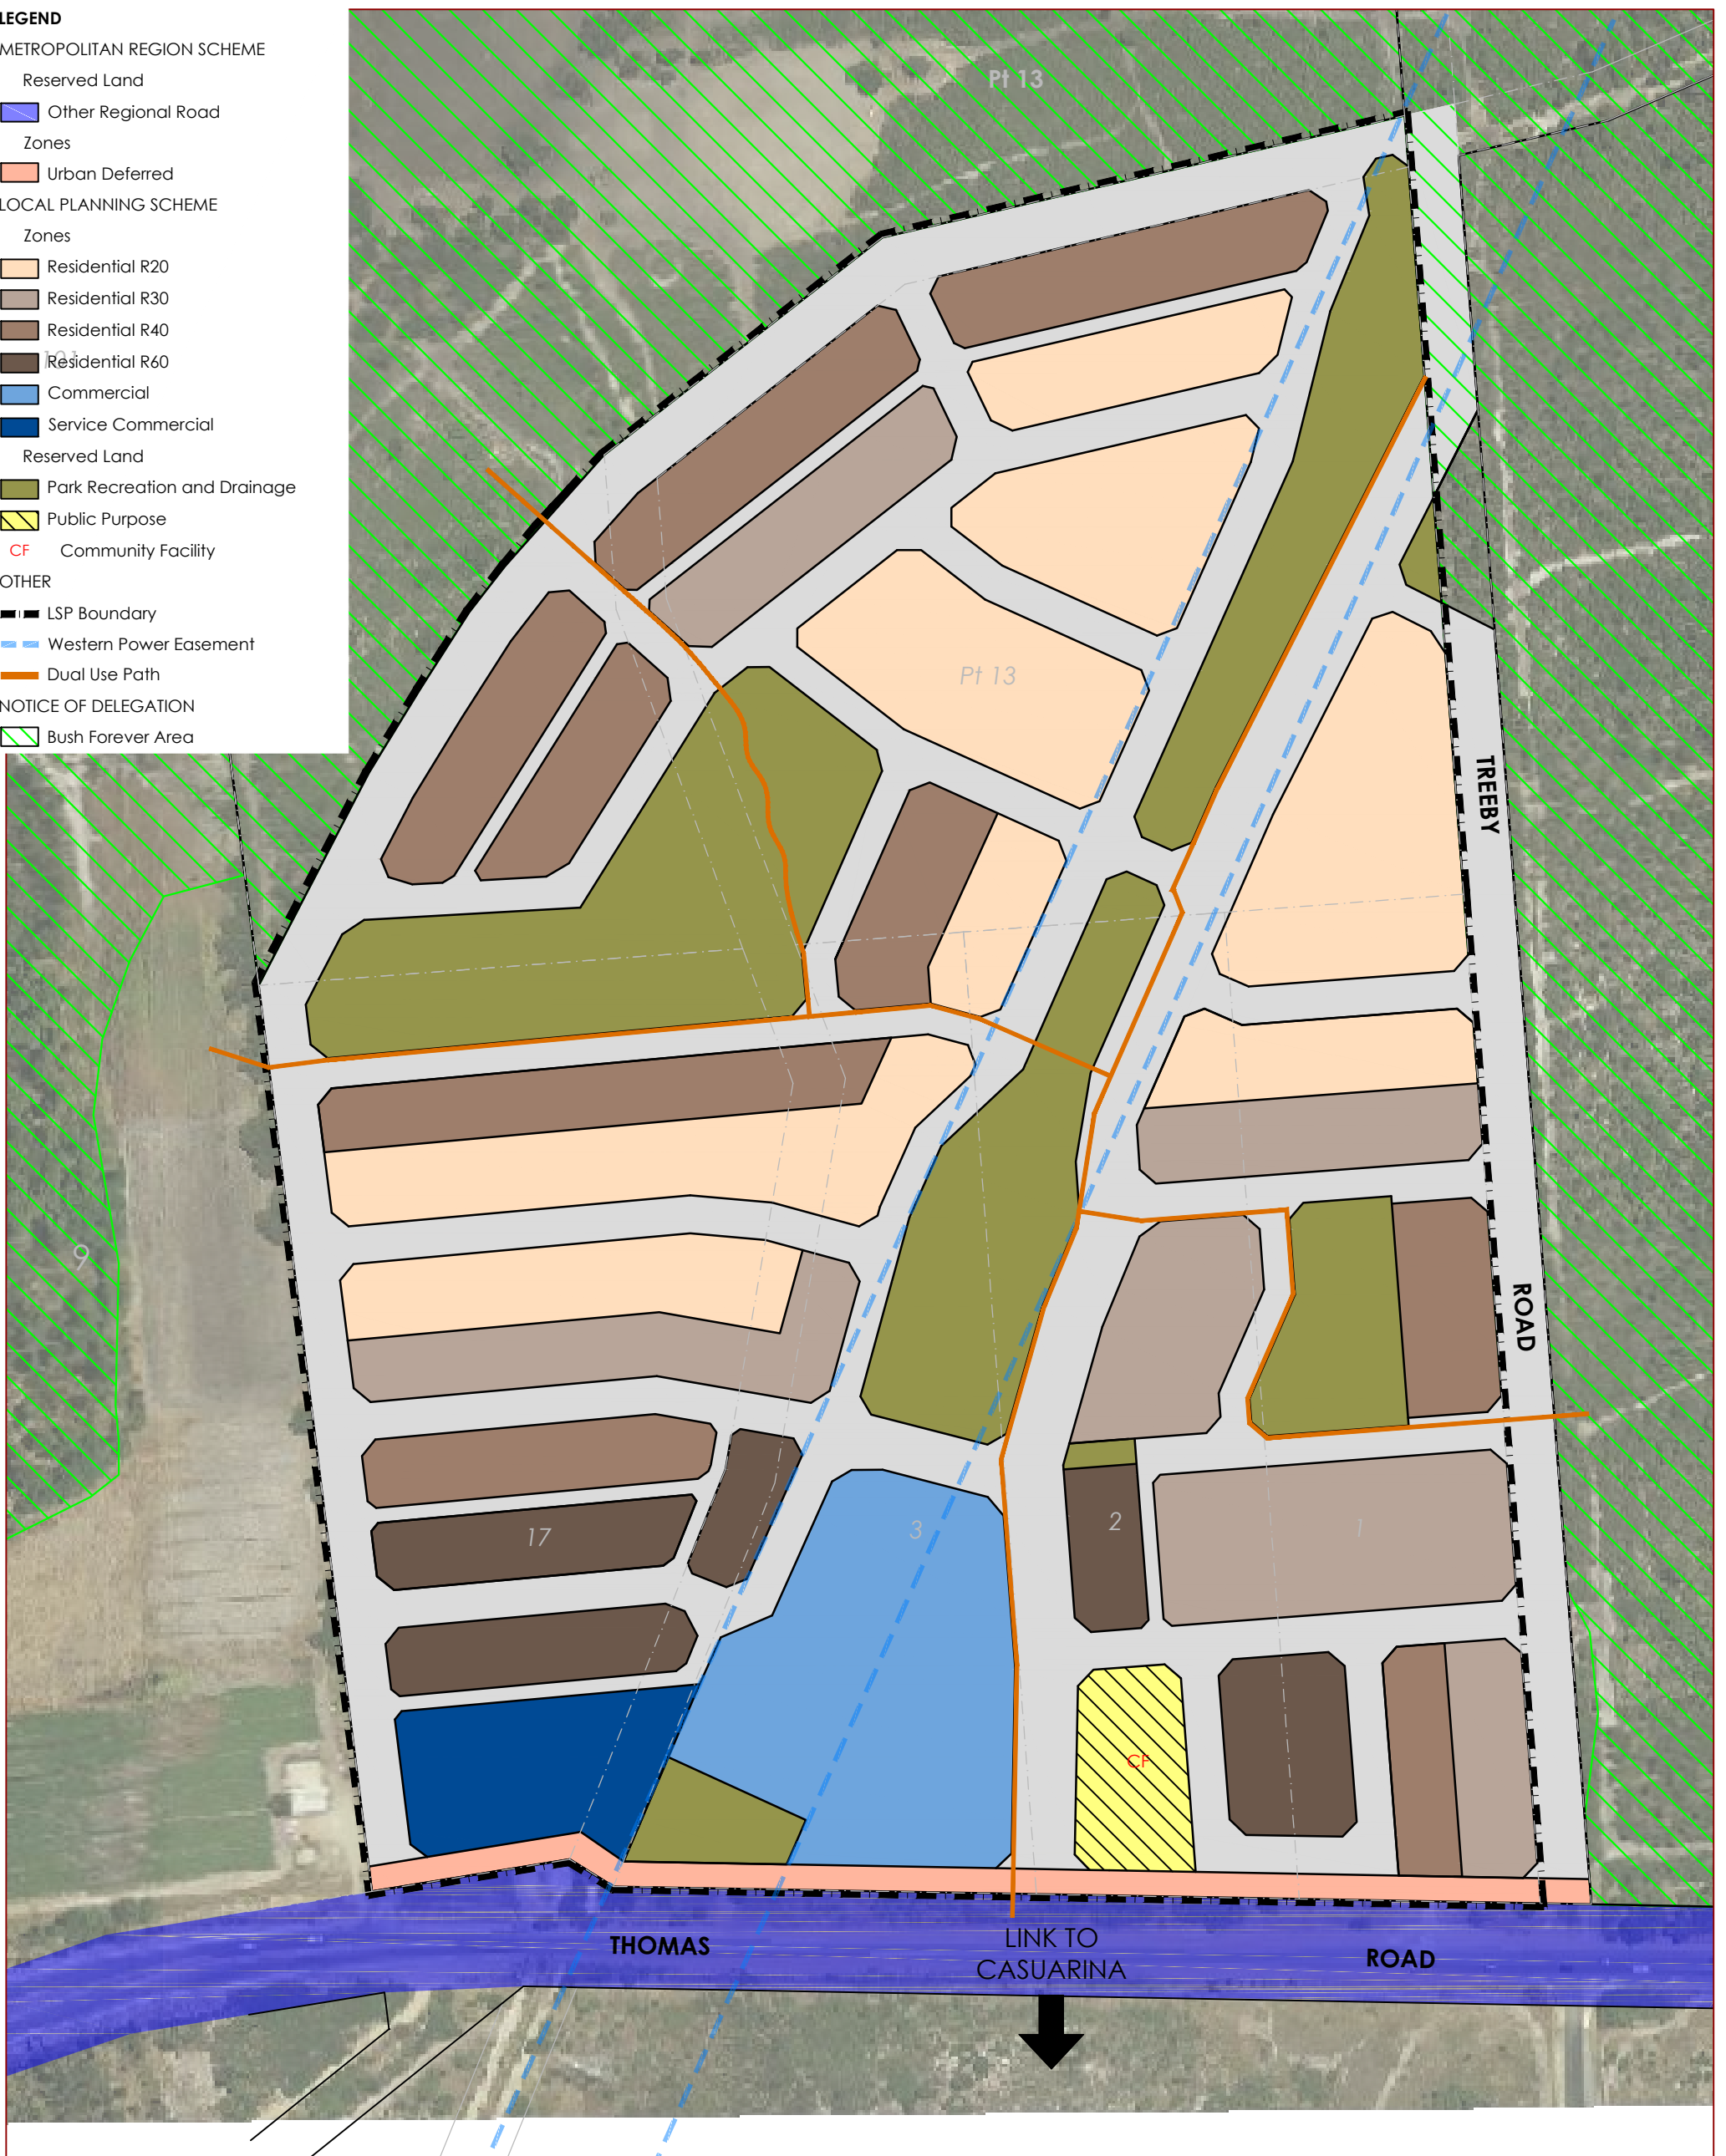 LEGEND
METROPOLITAN REGION SCHEME
Reserved Land
Other Regional Road
Zones
Urban Deferred
LOCAL PLANNING SCHEME
Zones
Residential R20
Residential R30
Residential R40
Residential R60
Commercial
Service Commercial
Reserved Land
Park Recreation and Drainage
Public Purpose
CF Community Facility
OTHER
LSP Boundary
Western Power Easement
Dual Use Path
NOTICE OF DELEGATION
Bush Forever Area
Pt 13
Pt 13
TREEBY
ROAD
9
17
3
2
1
CF
THOMAS
ROAD
LINK TO
CASUARINA